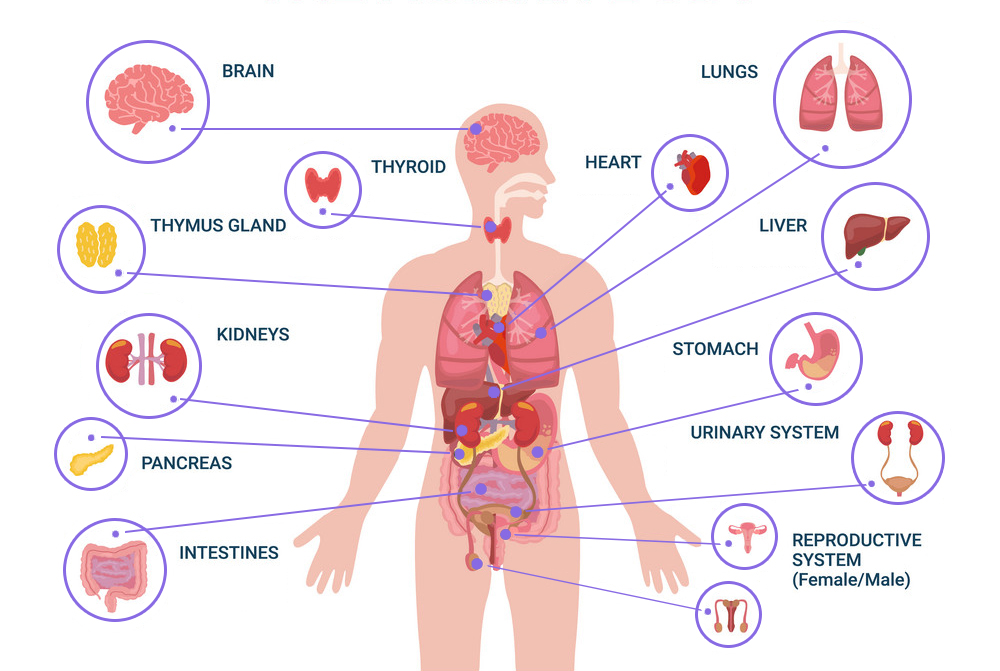 BRAIN
LUNGS
THYROID
HEART
THYMUS GLAND
LIVER
KIDNEYS
STOMACH
URINARY SYSTEM
PANCREAS
INTESTINES
REPRODUCTIVE
SYSTEM
(Female/Male)